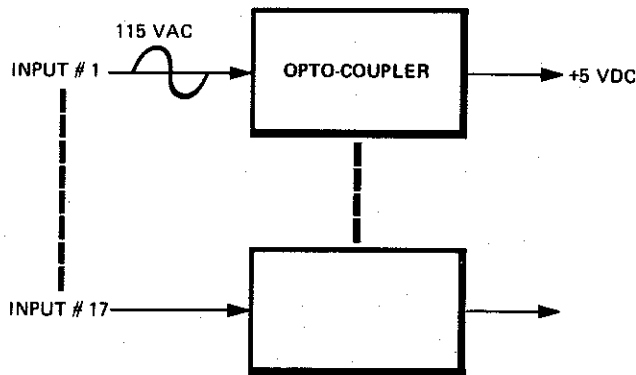 115 VAC
INPUT # 1
OPTO-COUPLER
+5 VDC
INPUT # 17